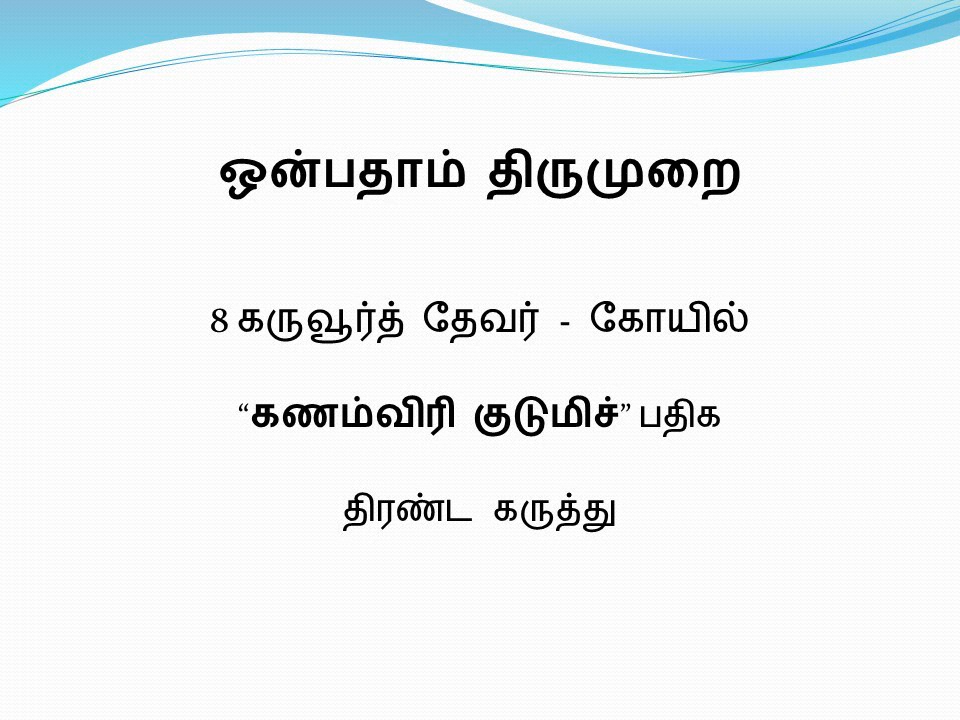 ஒன்பதாம் திருமுறை
8 கருவூர்த் தேவர் - கோயில்
“கணம்விரி குடுமிச்” பதிக
திரண்ட கருத்து